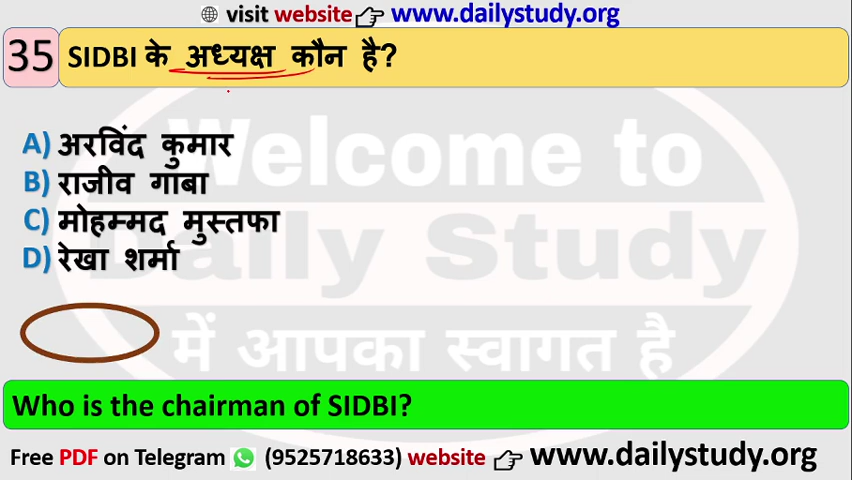 visit website www.dailystudy.org
35 SIDBI के अध्यक्ष कौन है?
A) अरविंद कुमार
B) राजीव गाबा
C) मोहम्मद मुस्तफा
D) रेखा शर्मा
Welcome to
Daily Study
में आपका स्वागत है
Who is the chairman of SIDBI?
Free PDF on Telegram (9525718633) website www.dailystudy.org